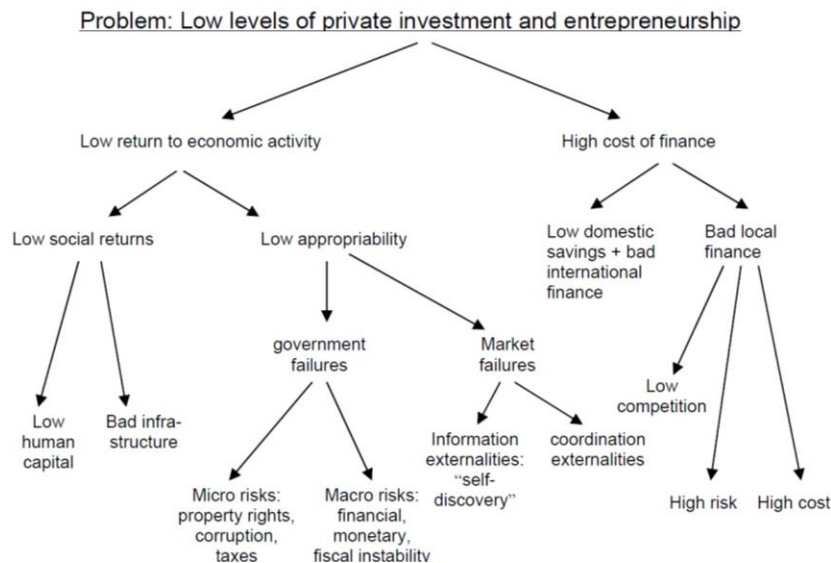 Problem: Low levels of private investment and entrepreneurship
Low return to economic activity
High cost of finance
Low social returns
Low appropriability
Low domestic
savings + bad
international
finance
Bad local
finance
government
failures
Market
failures
Low
human
capital
Bad infra-
structure
Information
externalities:
“self-
discovery”
coordination
externalities
Low
competition
Micro risks:
property rights,
corruption,
taxes
Macro risks:
financial,
monetary,
fiscal instability
High risk
High cost